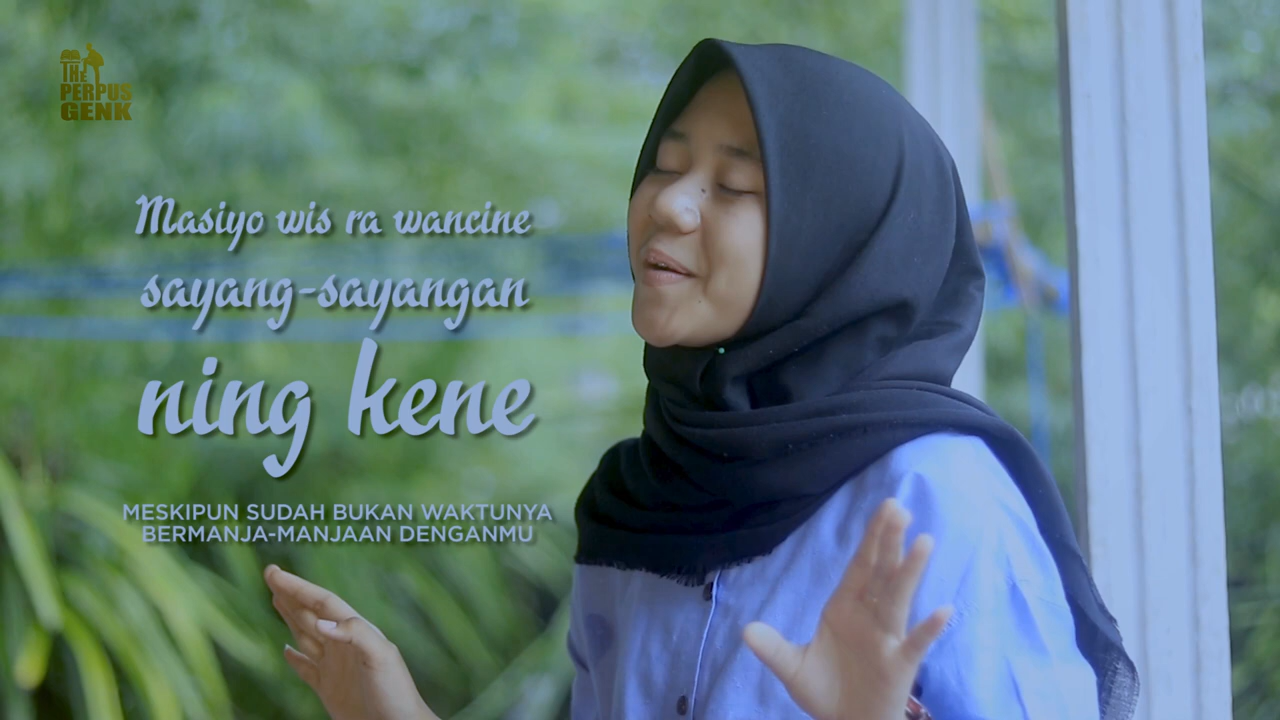 THE
PERPUS
GENK
Masiyo wis ra wancine
sayang-sayangan
ning kene
MESKIPUN SUDAH BUKAN WAKTUNYA
BERMANJA-MANJAAN DENGANMU